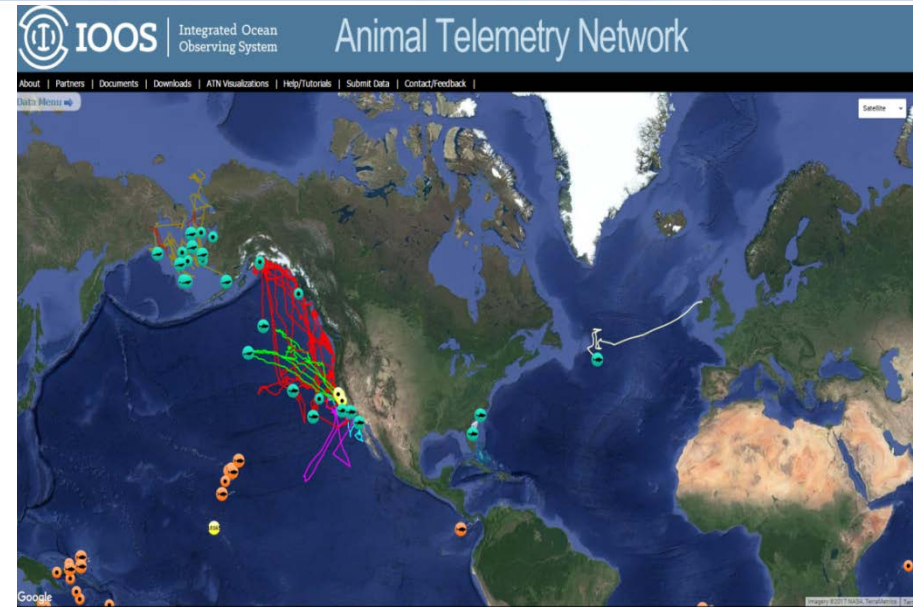 IOOS
Integrated Ocean
Observing System
Animal Telemetry Network
About | Partners | Documents | Downloads | ATN Visualizations | Help/Tutorials | Submit Data | Contact/Feedback |
Data Menu
Satellite
Google
Imagery ©2017 NASA, TerraMetrics